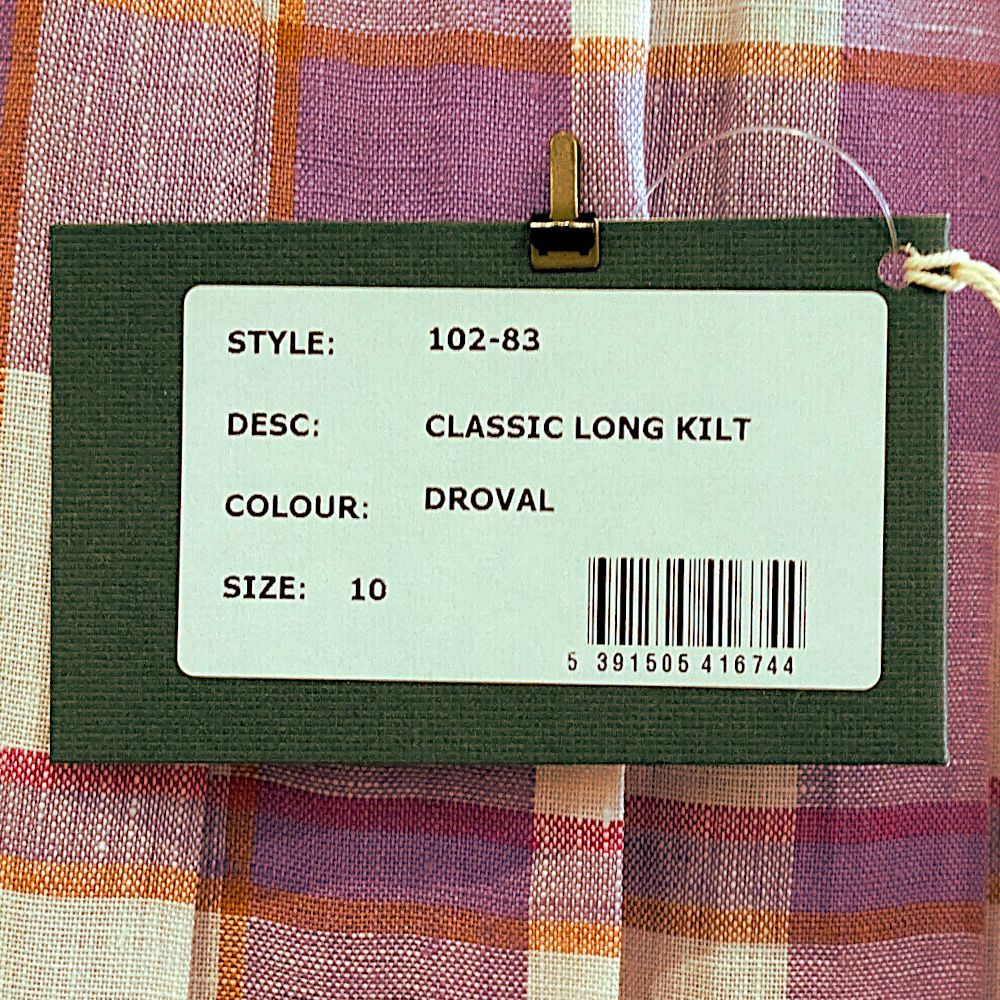 STYLE: 102-83
DESC: CLASSIC LONG KILT
COLOUR: DROVAL
SIZE: 10
5 391505 416744